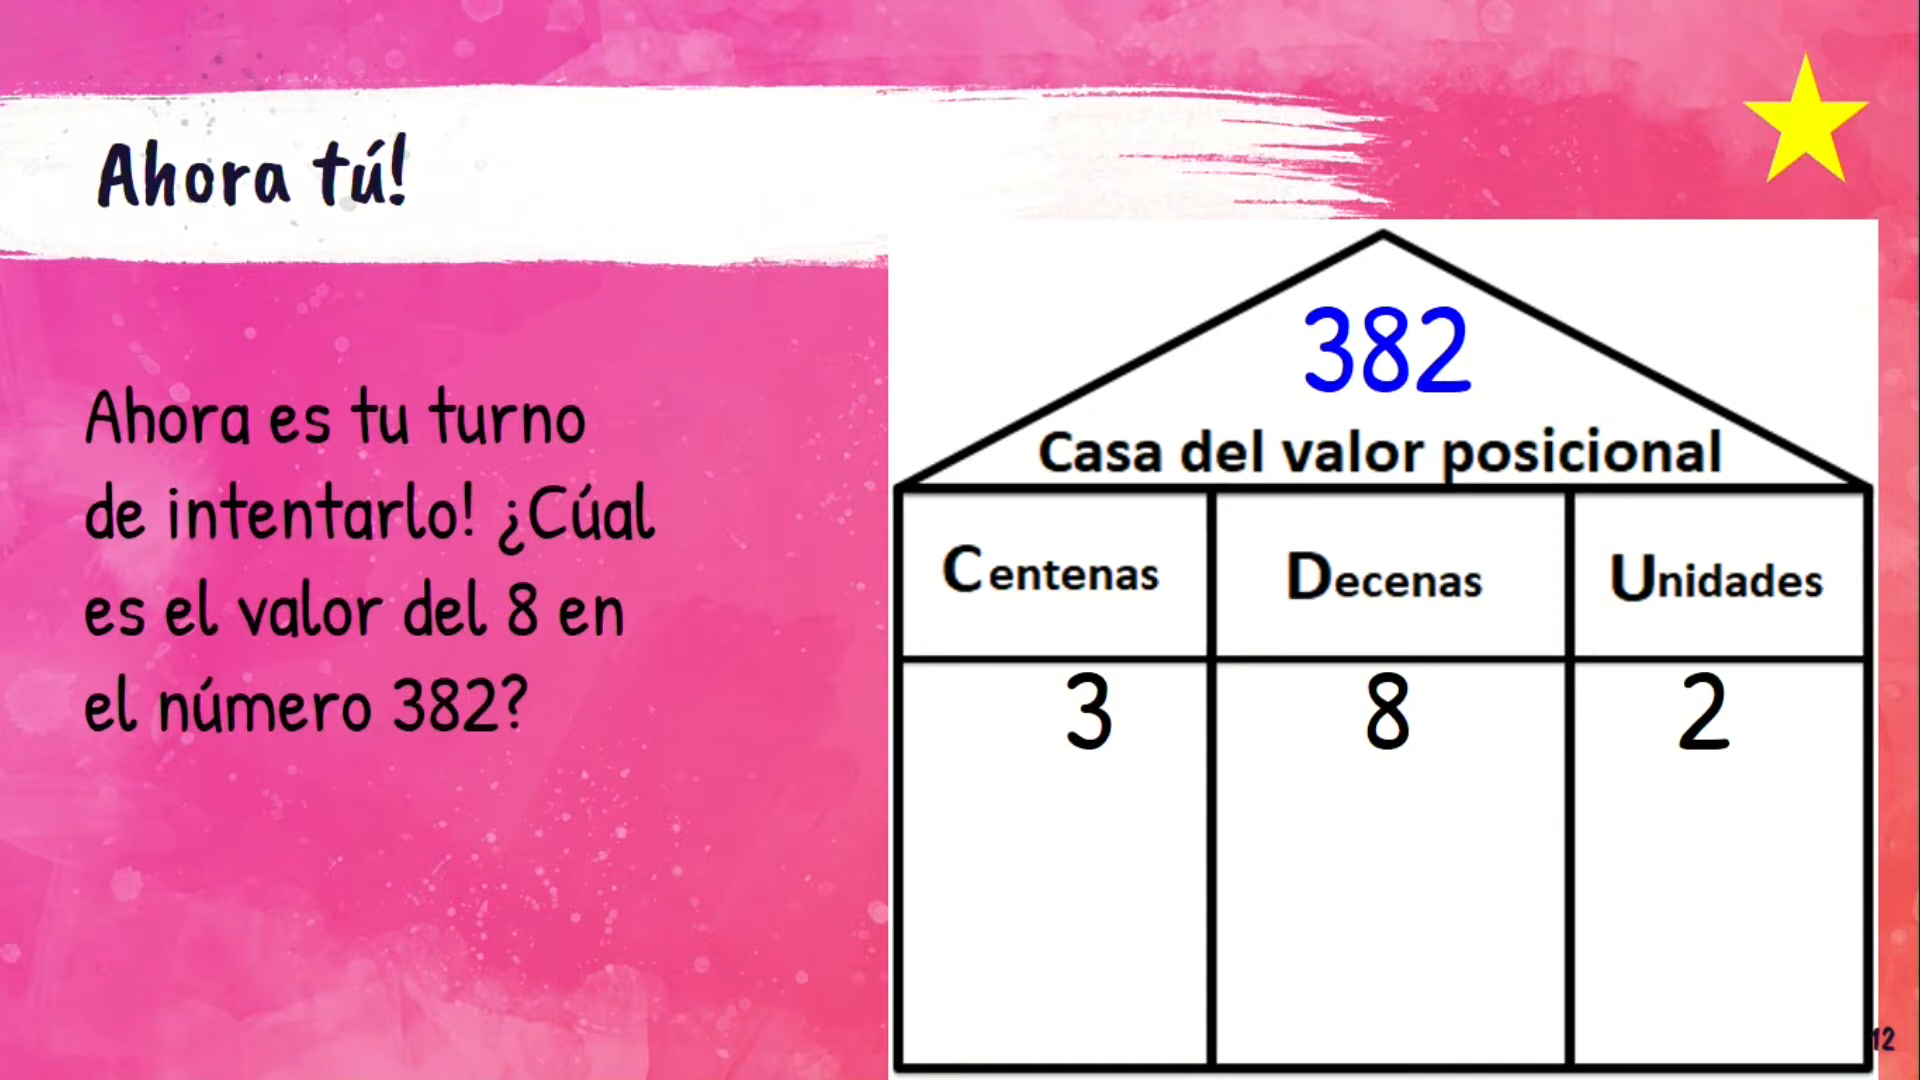 Ahora tú!
Ahora es tu turno
de intentarlo! ¿Cúal
es el valor del 8 en
el número 382?
382
Casa del valor posicional
Centenas Decenas Unidades
3 8 2
12